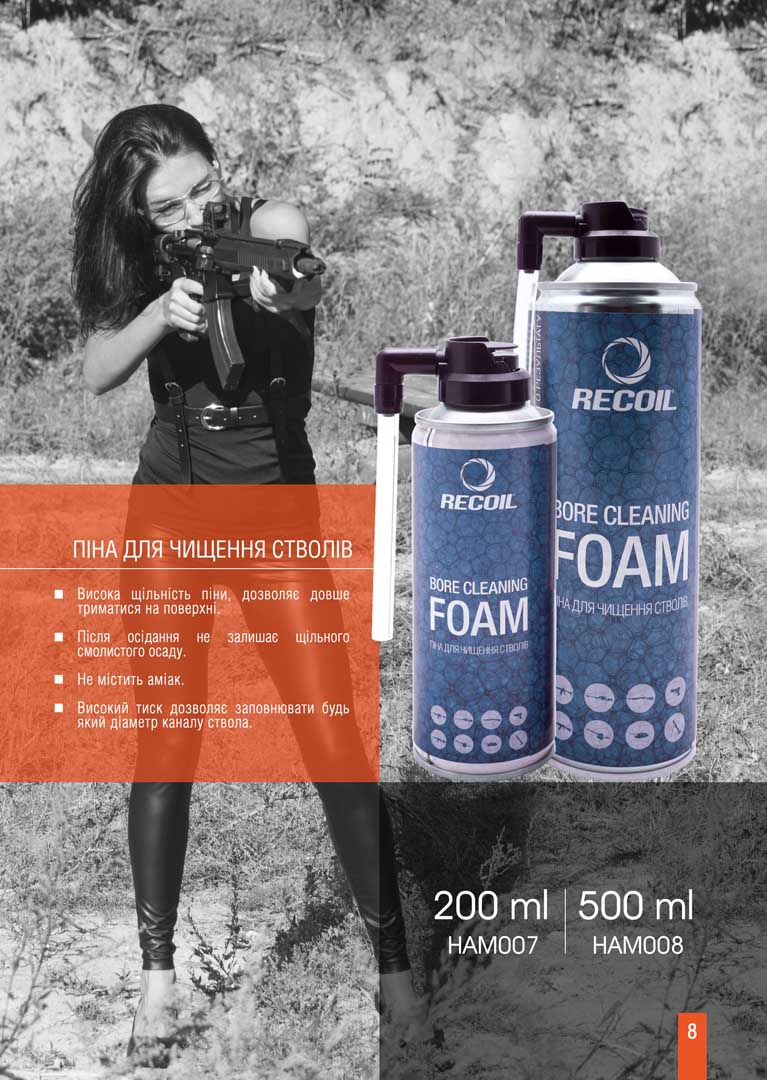 ПІНА ДЛЯ ЧИЩЕННЯ СТВОЛІВ
Висока щільність піни, дозволяє довше
триматися на поверхні.
Після осідання не залишає щільного
смолистого осаду.
Не містить аміак.
Високий тиск дозволяє заповнювати будь
який діаметр каналу ствола.
RECOIL
BORE CLEANING
FOAM
ПІНА ДЛЯ ЧИЩЕННЯ СТВОЛІВ
РЕЗУЛЬТАТУ
RECOIL
BORE CLEANING
FOAM
ПІНА ДЛЯ ЧИЩЕННЯ СТВОЛІВ
200 ml | 500 ml
HAM007 HAM008
8